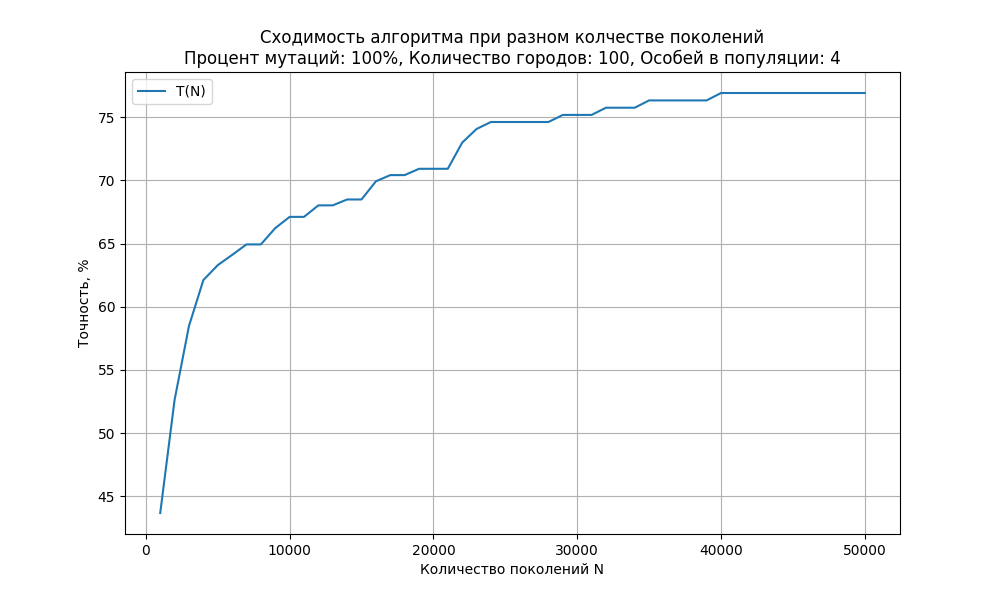 Сходимость алгоритма при разном колчестве поколений
Процент мутаций: 100%, Количество городов: 100, Особей в популяции: 4
T(N)
75
70
65
60
55
50
45
Точность, %
0 10000 20000 30000 40000 50000
Количество поколений N